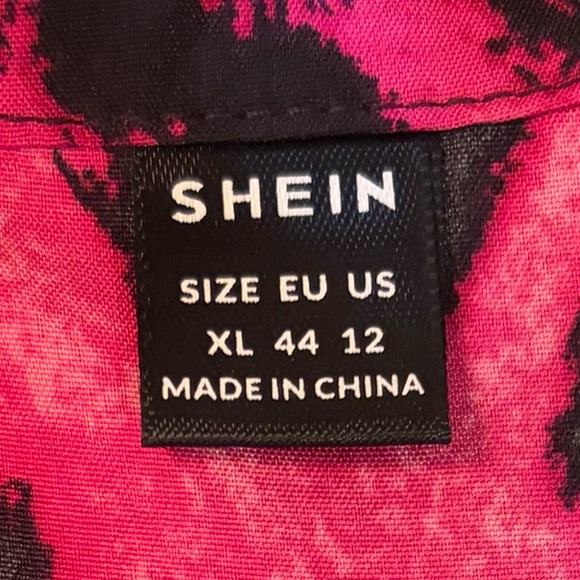 SHEIN
SIZE EU US
XL 44 12
MADE IN CHINA